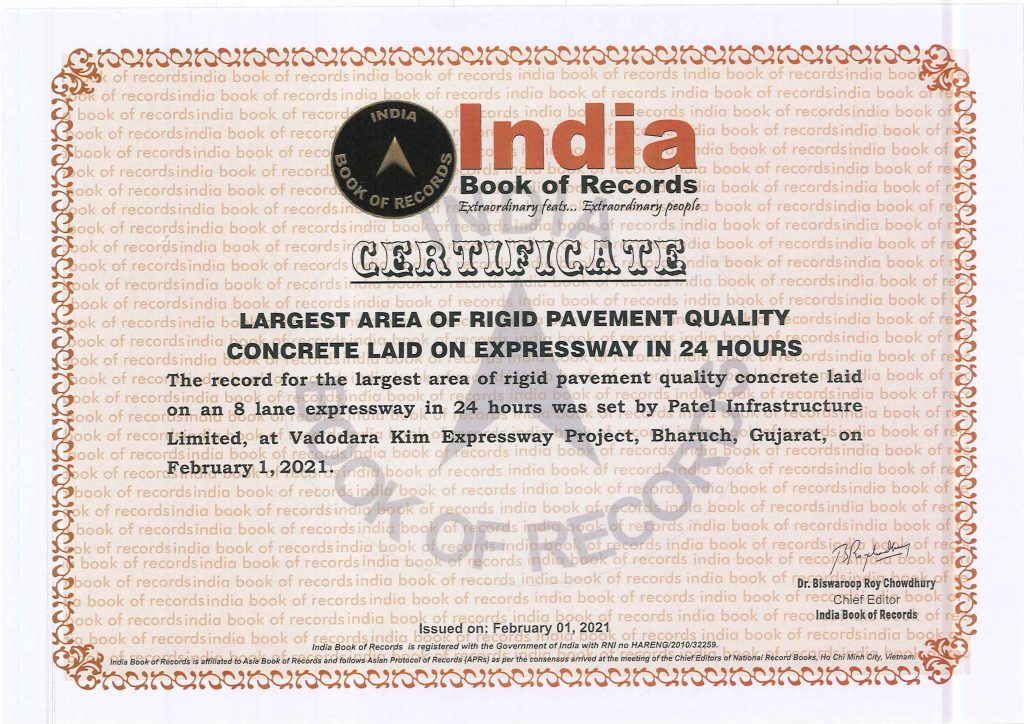 INDIA
BOOK OF RECORDS
India
Book of Records
Extraordinary feats... Extraordinary people
CERTIFICATE
LARGEST AREA OF RIGID PAVEMENT QUALITY
CONCRETE LAID ON EXPRESSWAY IN 24 HOURS
The record for the largest area of rigid pavement quality concrete laid
on an 8 lane expressway in 24 hours was set by Patel Infrastructure
Limited, at Vadodara Kim Expressway Project, Bharuch, Gujarat, on
February 1, 2021.
INDIA
BOOK OF RECORDS
Dr. Biswaroop Roy Chowdhury
Chief Editor
India Book of Records
Issued on: February 01, 2021
India Book of Records is registered with the Government of India with RNI no HARENG/2010/32259.
India Book of Records is affiliated to Asia Book of Records and follows Asian Protocol of Records (APRs) as per the consensus arrived at the meeting of the Chief Editors of National Record Books, Ho Chi Minh City, Vietnam.